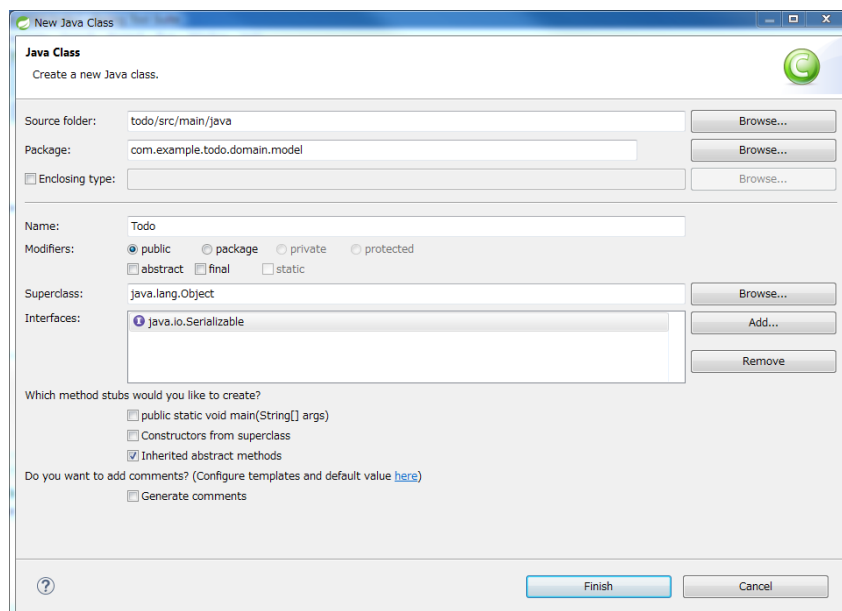 New Java Class
Java Class
Create a new Java class.
Source folder: todo/src/main/java Browse...
Package: com.example.todo.domain.model Browse...
Enclosing type: Browse...
Name: Todo
Modifiers: public package private protected
abstract final static
Superclass: java.lang.Object Browse...
Interfaces: java.io.Serializable Add...
Remove
Which method stubs would you like to create?
public static void main(String[] args)
Constructors from superclass
Inherited abstract methods
Do you want to add comments? (Configure templates and default value here)
Generate comments
Finish Cancel